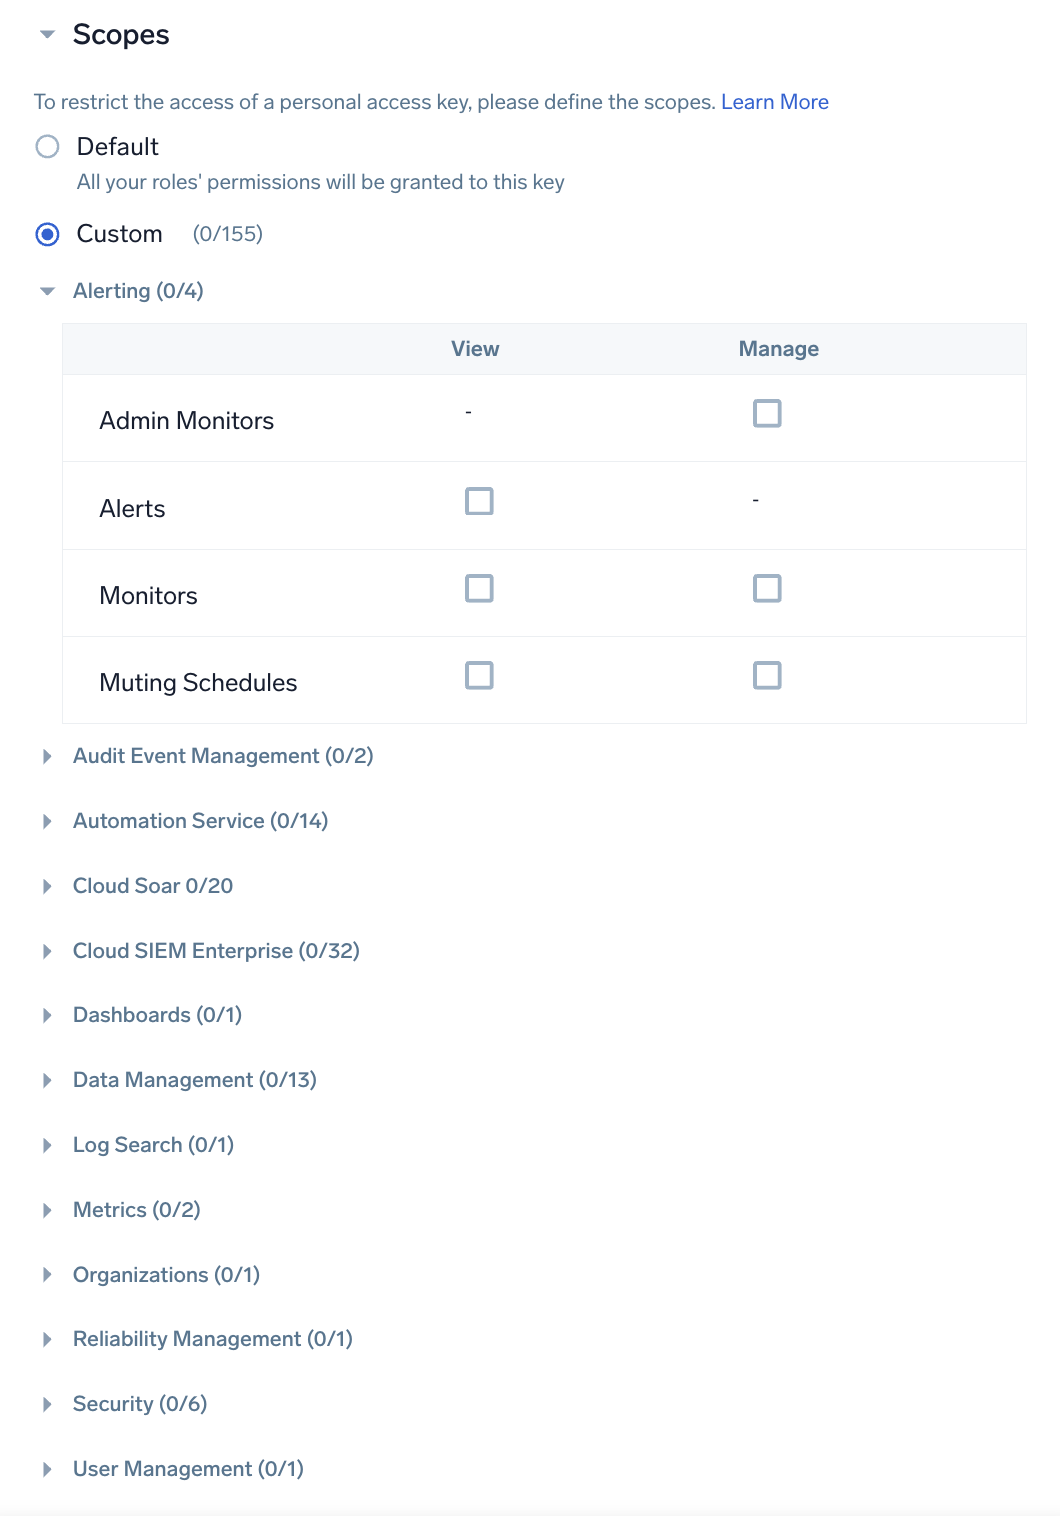 Scopes
To restrict the access of a personal access key, please define the scopes. Learn More
Default
All your roles' permissions will be granted to this key
Custom (0/155)
Alerting (0/4)
View Manage
Admin Monitors -
Alerts -
Monitors
Muting Schedules
Audit Event Management (0/2)
Automation Service (0/14)
Cloud Soar 0/20
Cloud SIEM Enterprise (0/32)
Dashboards (0/1)
Data Management (0/13)
Log Search (0/1)
Metrics (0/2)
Organizations (0/1)
Reliability Management (0/1)
Security (0/6)
User Management (0/1)